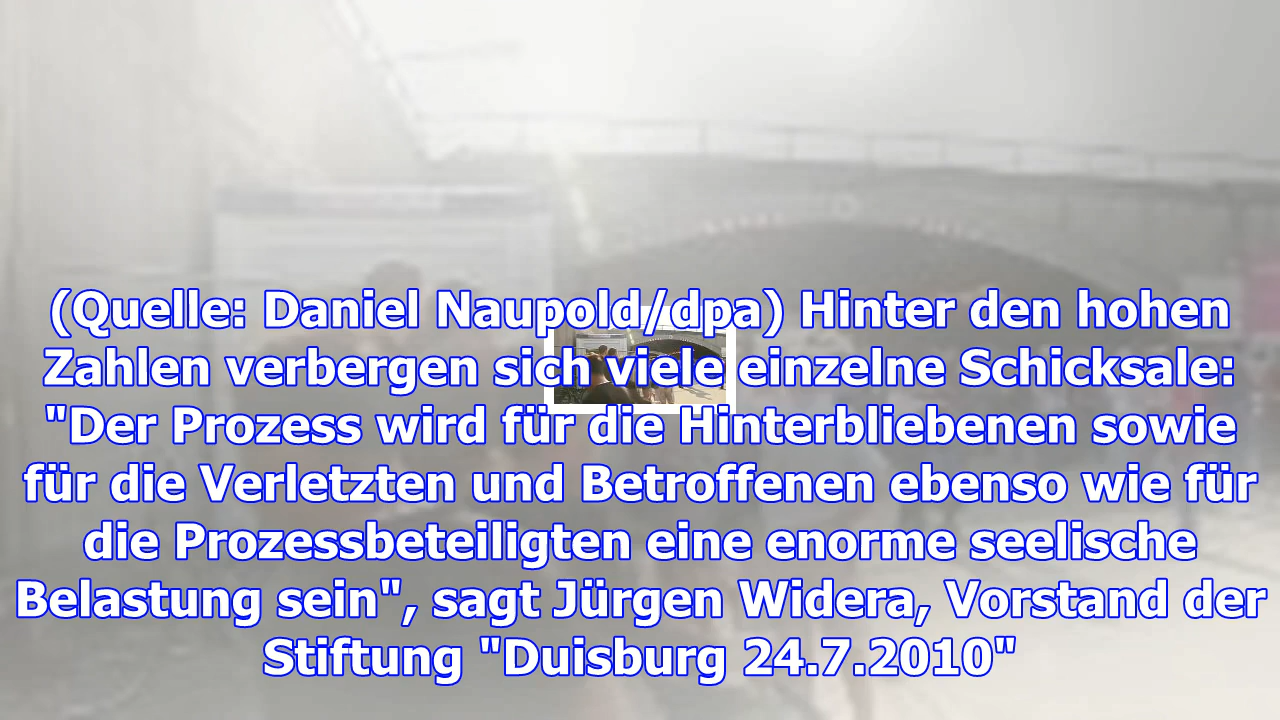 (Quelle: Daniel Naupold/dpa) Hinter den hohen
Zahlen verbergen sich viele einzelne Schicksale:
"Der Prozess wird für die Hinterbliebenen sowie
für die Verletzten und Betroffenen ebenso wie für
die Prozessbeteiligten eine enorme seelische
Belastung sein", sagt Jürgen Widera, Vorstand der
Stiftung "Duisburg 24.7.2010"